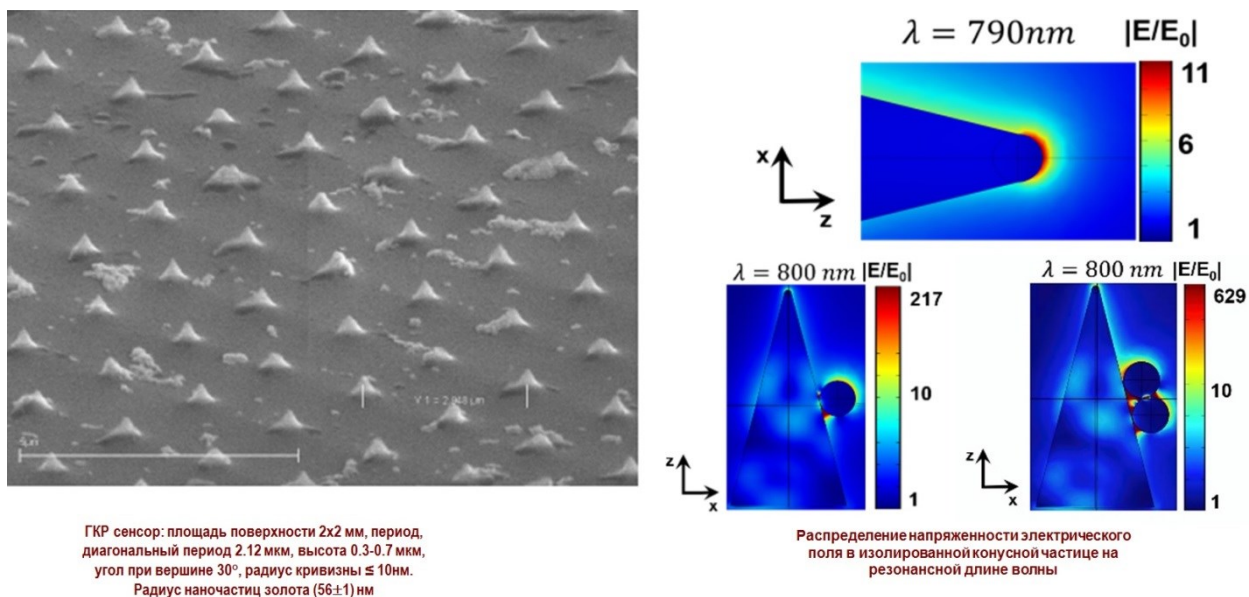 λ = 790nm |E/E₀|
11
6
1
x
z
λ = 800 nm |E/E₀|
217
10
1
z
x
λ = 800 nm |E/E₀|
629
10
1
z
x
5µm
ГКР сенсор: площадь поверхности 2x2 мм, период,
диагональный период 2.12 мкм, высота 0.3-0.7 мкм,
угол при вершине 30°, радиус кривизны ≤ 10нм.
Радиус наночастиц золота (56±1) нм
Распределение напряженности электрического
поля в изолированной конусной частице на
резонансной длине волны